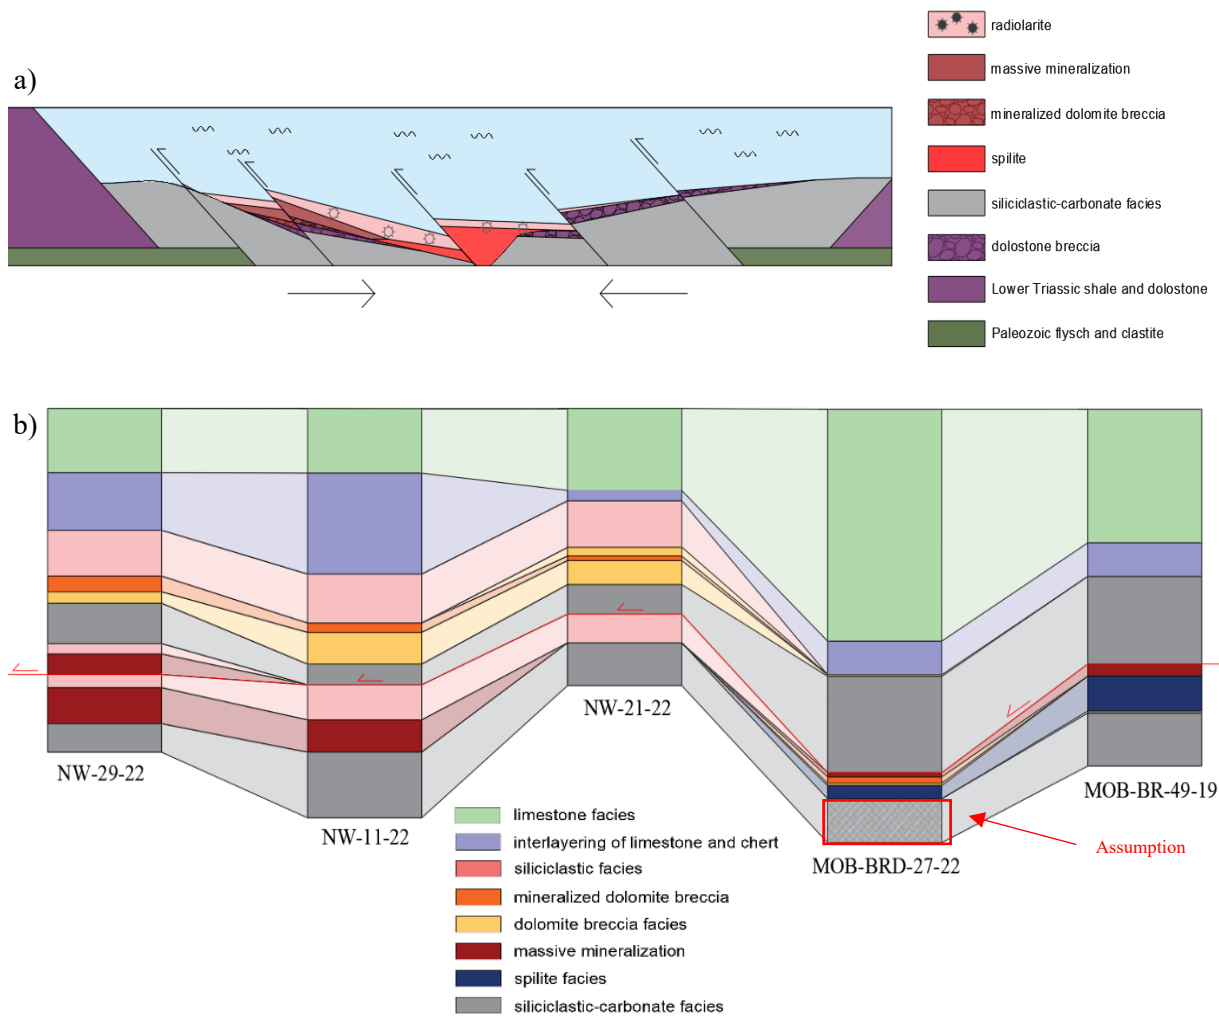 a)
radiolarite
massive mineralization
mineralized dolomite breccia
spilite
siliciclastic-carbonate facies
dolostone breccia
Lower Triassic shale and dolostone
Paleozoic flysch and clastite
b)
NW-29-22
NW-11-22
NW-21-22
MOB-BRD-27-22
MOB-BR-49-19
Assumption
limestone facies
interlayering of limestone and chert
siliciclastic facies
mineralized dolomite breccia
dolomite breccia facies
massive mineralization
spilite facies
siliciclastic-carbonate facies